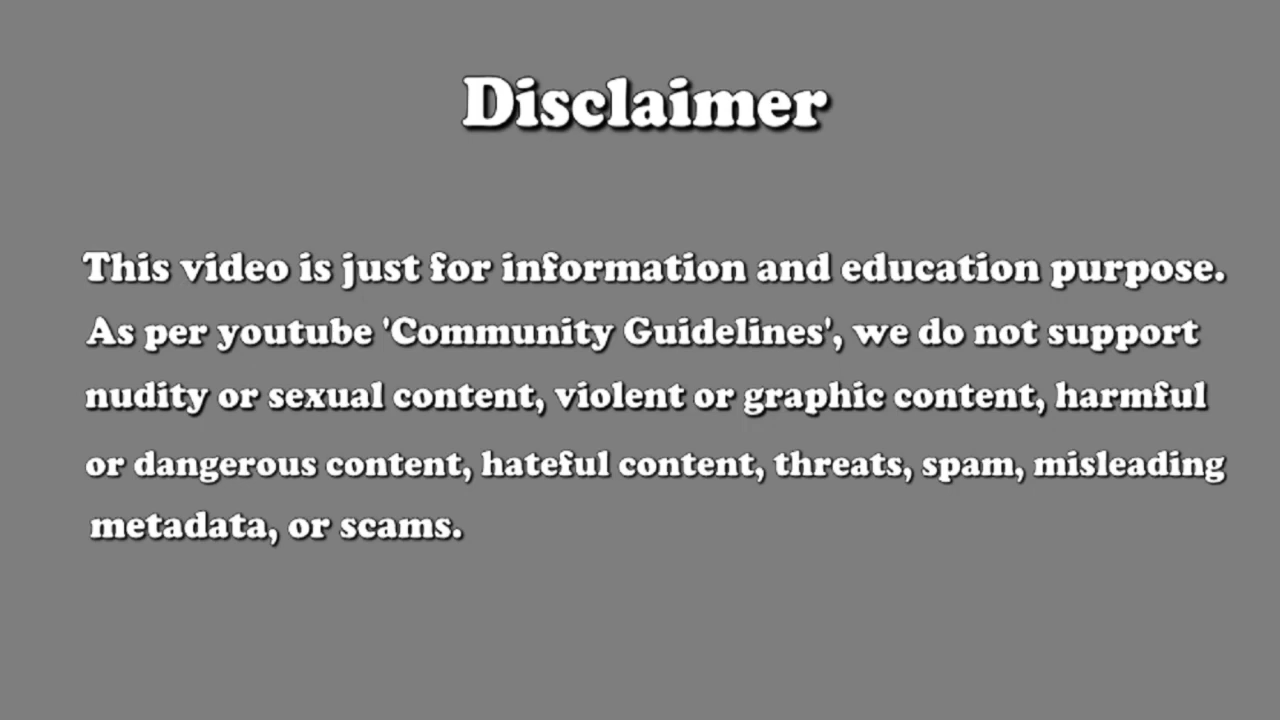 Disclaimer
This video is just for information and education purpose.
As per youtube 'Community Guidelines', we do not support
nudity or sexual content, violent or graphic content, harmful
or dangerous content, hateful content, threats, spam, misleading
metadata, or scams.